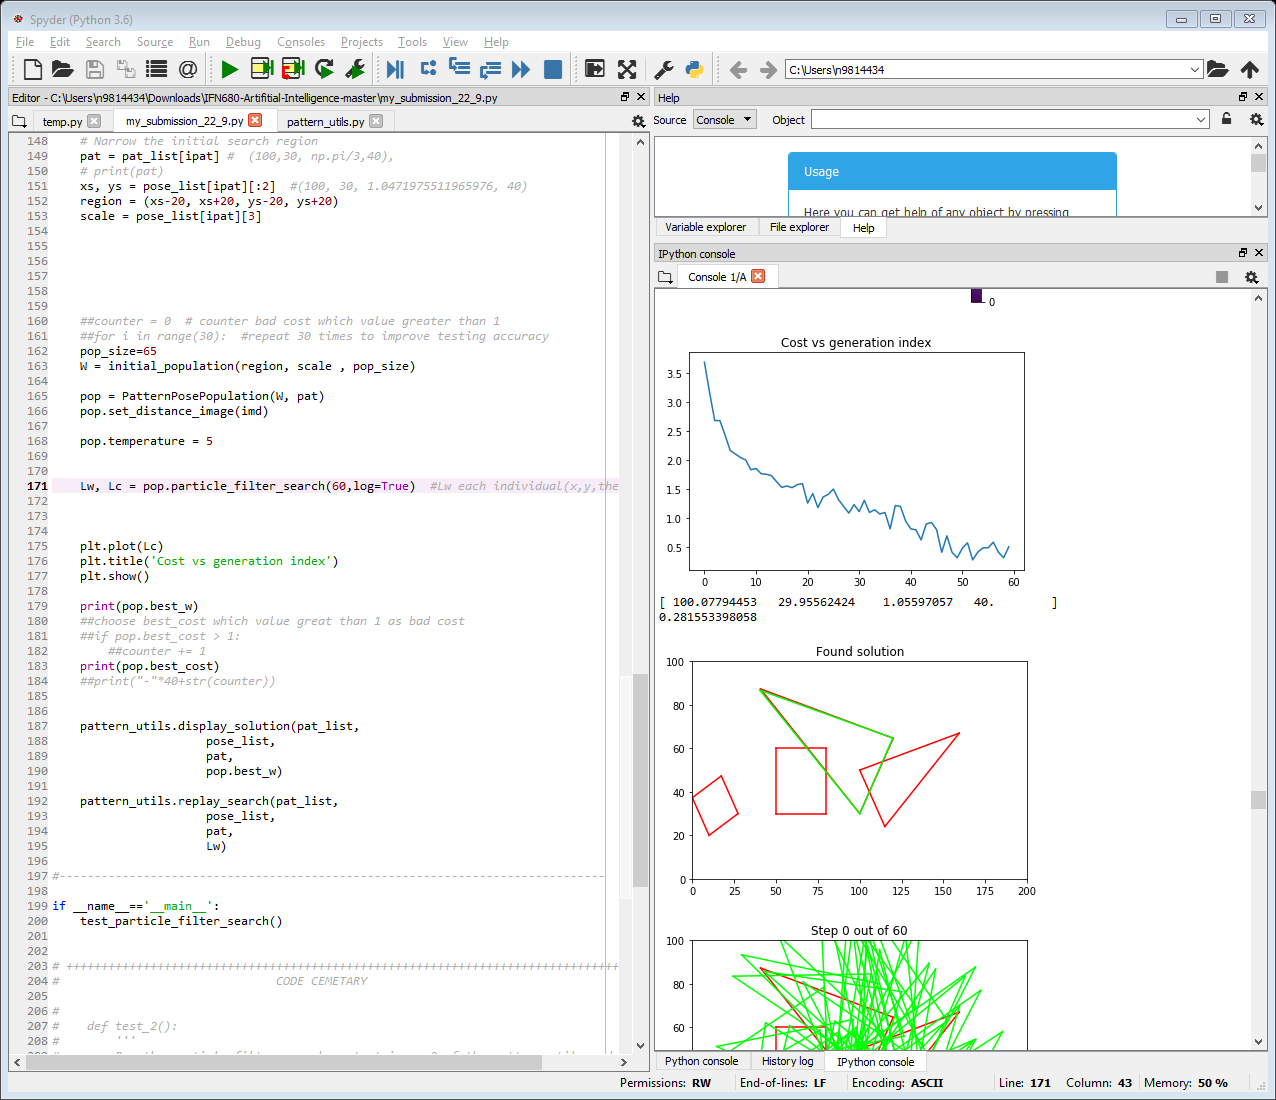 Spyder (Python 3.6)
File Edit Search Source Run Debug Consoles Projects Tools View Help
C:\Users\n9814434
Editor - C:\Users\n9814434\Downloads\IFN680-Artifitial-Intelligence-master\my_submission_22_9.py
temp.py my_submission_22_9.py pattern_utils.py
148 # Narrow the initial search region
149 pat = pat_list[ipat] # (100,30, np.pi/3,40),
150 # print(pat)
151 xs, ys = pose_list[ipat][:2] #(100, 30, 1.0471975511965976, 40)
152 region = (xs-20, xs+20, ys-20, ys+20)
153 scale = pose_list[ipat][3]
154
155
156
157
158
159
160 ##counter = 0 # counter bad cost which value greater than 1
161 ##for i in range(30): #repeat 30 times to improve testing accuracy
162 pop_size=65
163 W = initial_population(region, scale , pop_size)
164
165 pop = PatternPosePopulation(W, pat)
166 pop.set_distance_image(imd)
167
168 pop.temperature = 5
169
170
171 Lw, Lc = pop.particle_filter_search(60,log=True) #Lw each individual(x,y,the
172
173
174
175 plt.plot(Lc)
176 plt.title('Cost vs generation index')
177 plt.show()
178
179 print(pop.best_w)
180 ##choose best_cost which value great than 1 as bad cost
181 ##if pop.best_cost > 1:
182 ##counter += 1
183 print(pop.best_cost)
184 ##print("-"*40+str(counter))
185
186
187 pattern_utils.display_solution(pat_list,
188 pose_list,
189 pat,
190 pop.best_w)
191
192 pattern_utils.replay_search(pat_list,
193 pose_list,
194 pat,
195 Lw)
196
197 #------------------------------------------------------------------------------
198
199 if __name__=='__main__':
200 test_particle_filter_search()
201
202
203 # ++++++++++++++++++++++++++++++++++++++++++++++++++++++++++++++++++++++++++++++
204 # CODE CEMETARY
205
206 #
207 # def test_2():
208 # '''
Help
Source Console Object
Usage
Here you can get help of any object by pressing
Variable explorer File explorer Help
IPython console
Console 1/A
0
Cost vs generation index
3.5
3.0
2.5
2.0
1.5
1.0
0.5
0 10 20 30 40 50 60
[ 100.07794453 29.95562424 1.05597057 40. ]
0.281553398058
Found solution
100
80
60
40
20
0
0 25 50 75 100 125 150 175 200
Step 0 out of 60
100
80
60
Python console History log IPython console
Permissions: RW End-of-lines: LF Encoding: ASCII Line: 171 Column: 43 Memory: 50 %